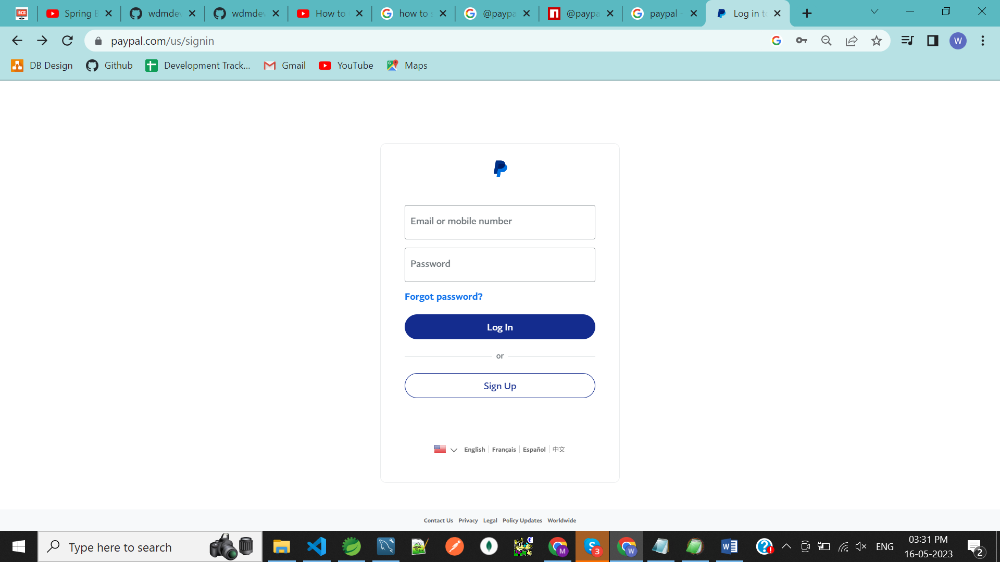 Spring B
wdmdev
wdmdev
How to
how to s
@paypa
@paypa
paypal -
Log in to
paypal.com/us/signin
W
DB Design
Github
Development Track...
Gmail
YouTube
Maps
Email or mobile number
Password
Forgot password?
Log In
or
Sign Up
English
Français
Español
中文
Contact Us Privacy Legal Policy Updates Worldwide
Type here to search
M
3
W
ENG
03:31 PM
16-05-2023
2